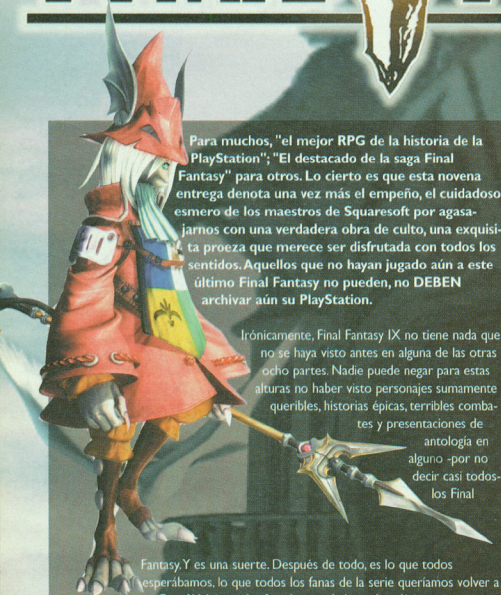 Para muchos, "el mejor RPG de la historia de la
PlayStation"; "El destacado de la saga Final
Fantasy" para otros. Lo cierto es que esta novena
entrega denota una vez más el empeño, el cuidadoso
esmero de los maestros de Squaresoft por agasa-
jarnos con una verdadera obra de culto, una exquisi-
ta proeza que merece ser disfrutada con todos los
sentidos. Aquellos que no hayan jugado aún a este
último Final Fantasy no pueden, no DEBEN
archivar aún su PlayStation.
Irónicamente, Final Fantasy IX no tiene nada que
no se haya visto antes en alguna de las otras
ocho partes. Nadie puede negar para estas
alturas no haber visto personajes sumamente
queribles, historias épicas, terribles comba-
tes y presentaciones de
antología en
alguno -por no
decir casi todos-
los Final
Fantasy. Y es una suerte. Después de todo, es lo que todos
esperábamos, lo que todos los fanas de la serie queríamos volver a